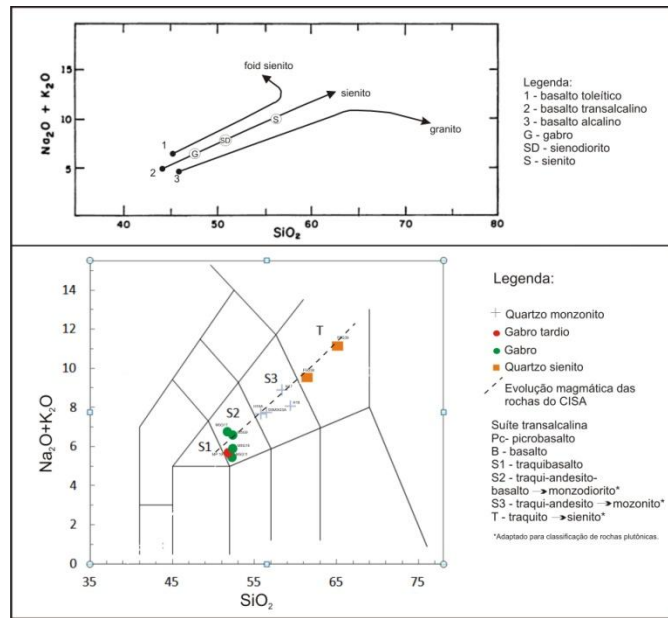 15
10
5
Na₂O + K₂O
40
50
60
70
80
SiO₂
foid sienito
sienito
granito
1
2
3
G
SD
S
Legenda:
1 - basalto toleítico
2 - basalto transalcalino
3 - basalto alcalino
G - gabro
SD - sienodiorito
S - sienito
14
12
10
8
6
4
2
0
Na₂O+K₂O
35
45
55
65
75
SiO₂
T
S3
S2
S1
Legenda:
Quartzo monzonito
Gabro tardio
Gabro
Quartzo sienito
Evolução magmática das
rochas do CISA
Suíte transalcalina
Pc- picrobasalto
B - basalto
S1 - traquibasalto
S2 - traqui-andesito-
basalto → monzodiorito*
S3 - traqui-andesito → mozonito*
T - traquito → sienito*
*Adaptado para classificação de rochas plutônicas.